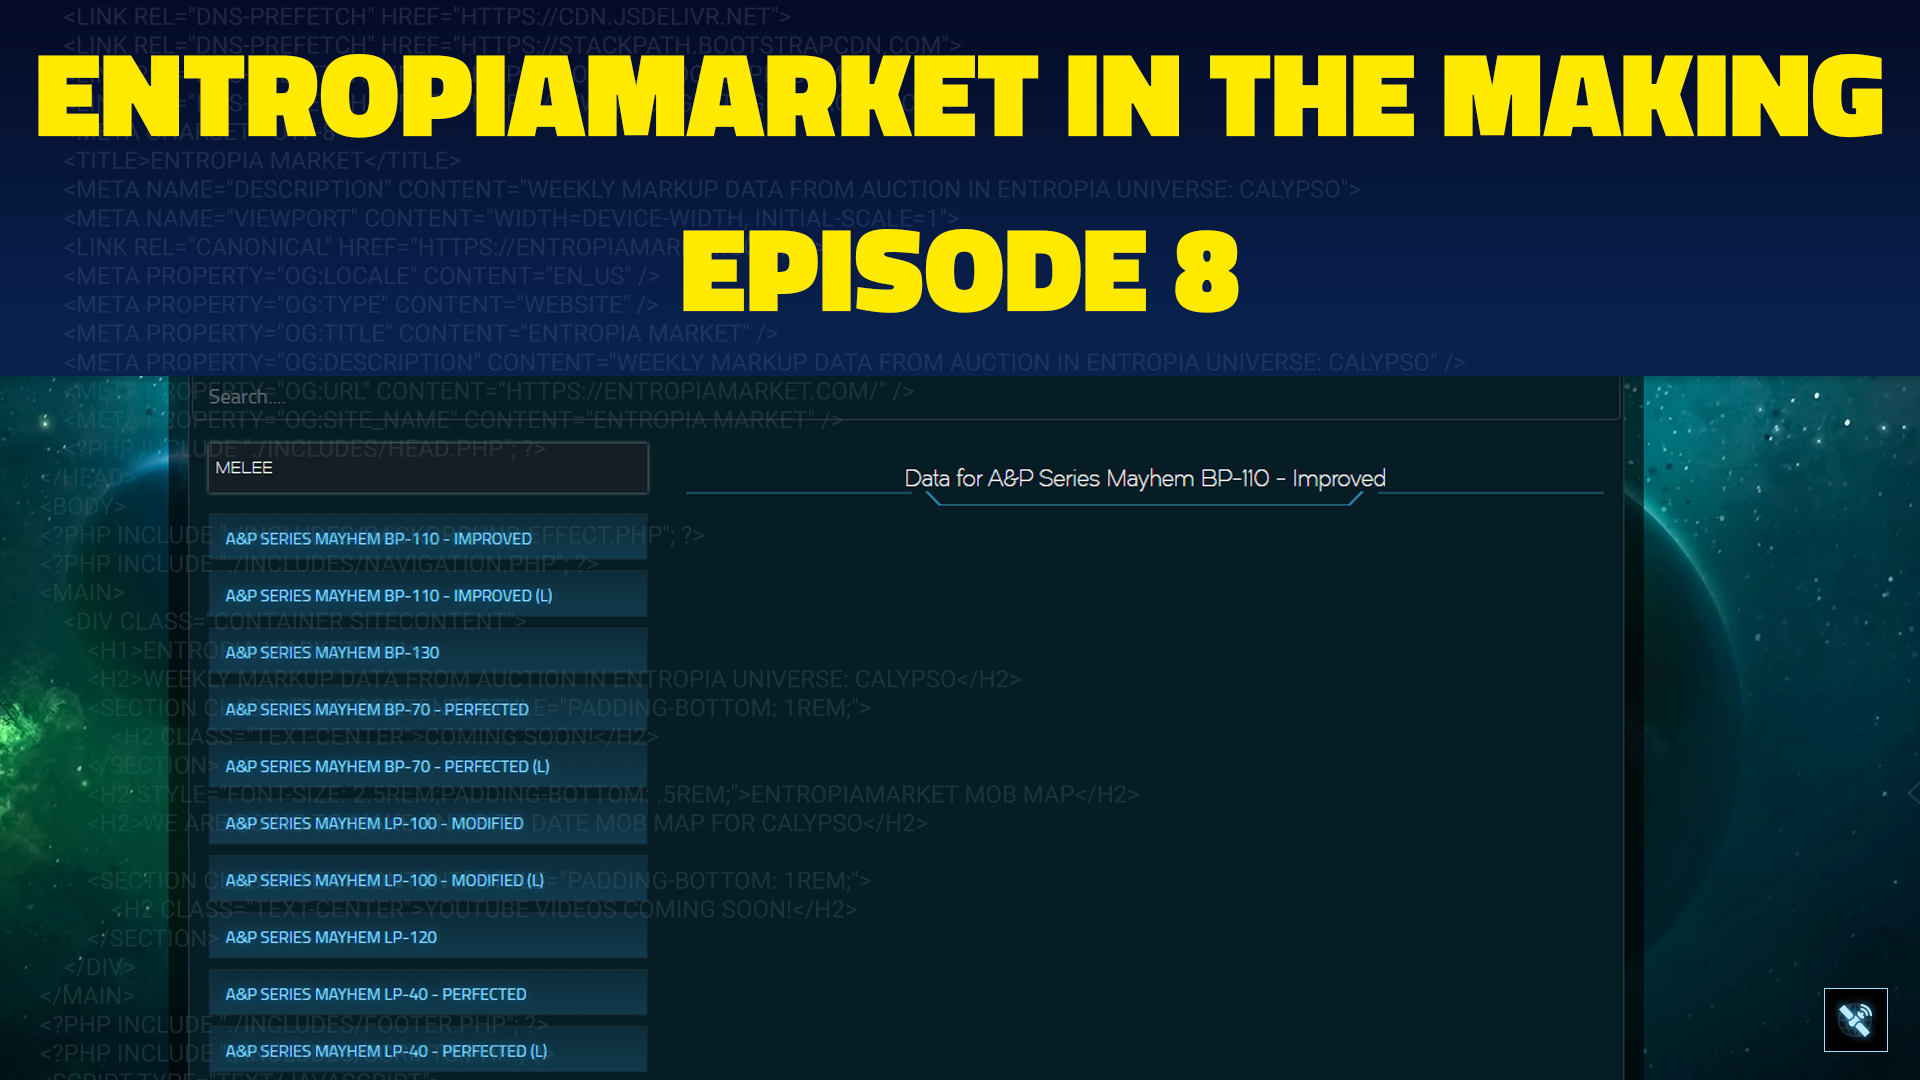 <LINK REL="DNS-PREFETCH" HREF="HTTPS://CDN.JSDELIVR.NET">
<LINK REL="DNS-PREFETCH" HREF="HTTPS://STACKPATH.BOOTSTRAPCDN.COM">
ENTROPIAMARKET IN THE MAKING
<TITLE>ENTROPIA MARKET</TITLE>
<META NAME="DESCRIPTION" CONTENT="WEEKLY MARKUP DATA FROM AUCTION IN ENTROPIA UNIVERSE: CALYPSO">
<META NAME="VIEWPORT" CONTENT="WIDTH=DEVICE-WIDTH, INITIAL-SCALE=1">
<LINK REL="CANONICAL" HREF="HTTPS://ENTROPIAMAR
EPISODE 8
<META PROPERTY="OG:LOCALE" CONTENT="EN_US" />
<META PROPERTY="OG:TYPE" CONTENT="WEBSITE" />
<META PROPERTY="OG:TITLE" CONTENT="ENTROPIA MARKET" />
<META PROPERTY="OG:DESCRIPTION" CONTENT="WEEKLY MARKUP DATA FROM AUCTION IN ENTROPIA UNIVERSE: CALYPSO" />
<META PROPERTY="OG:URL" CONTENT="HTTPS://ENTROPIAMARKET.COM/" />
Search....
<META PROPERTY="OG:SITE_NAME" CONTENT="ENTROPIA MARKET" />
<?PHP INCLUDE "./INCLUDES/HEAD.PHP"; ?>
MELEE
</HEAD>
Data for A&P Series Mayhem BP-110 - Improved
<BODY>
<?PHP INCLUDE "./INCLUDES/BACKGROUND-EFFECT.PHP"; ?>
A&P SERIES MAYHEM BP-110 - IMPROVED
<?PHP INCLUDE "./INCLUDES/NAVIGATION.PHP"; ?>
<MAIN>
A&P SERIES MAYHEM BP-110 - IMPROVED (L)
<DIV CLASS="CONTAINER SITECONTENT">
<H1>ENTROPIA MARKET</H1>
A&P SERIES MAYHEM BP-130
<H2>WEEKLY MARKUP DATA FROM AUCTION IN ENTROPIA UNIVERSE: CALYPSO</H2>
="PADDING-BOTTOM: 1REM;">
A&P SERIES MAYHEM BP-70 - PERFECTED
<H2 CLASS="TEXT-CENTER">COMING SOON!</H2>
</SECTION>
A&P SERIES MAYHEM BP-70 - PERFECTED (L)
<H2 STYLE="FONT-SIZE: 2.5REM;PADDING-BOTTOM: .5REM;">ENTROPIAMARKET MOB MAP</H2>
<H2>WE ARE DATE MOB MAP FOR CALYPSO</H2>
A&P SERIES MAYHEM LP-100 - MODIFIED
<SECTION ="PADDING-BOTTOM: 1REM;">
A&P SERIES MAYHEM LP-100 - MODIFIED (L)
<H2 CLASS="TEXT-CENTER">YOUTUBE VIDEOS COMING SOON!</H2>
</SECTION>
A&P SERIES MAYHEM LP-120
</DIV>
</MAIN>
A&P SERIES MAYHEM LP-40 - PERFECTED
<?PHP INCLUDE "./INCLUDES/FOOTER.PHP"; ?>
<?PHP INCLUDE
A&P SERIES MAYHEM LP-40 - PERFECTED (L)
<SCRIPT TYPE="TEXT/JAVASCRIPT">